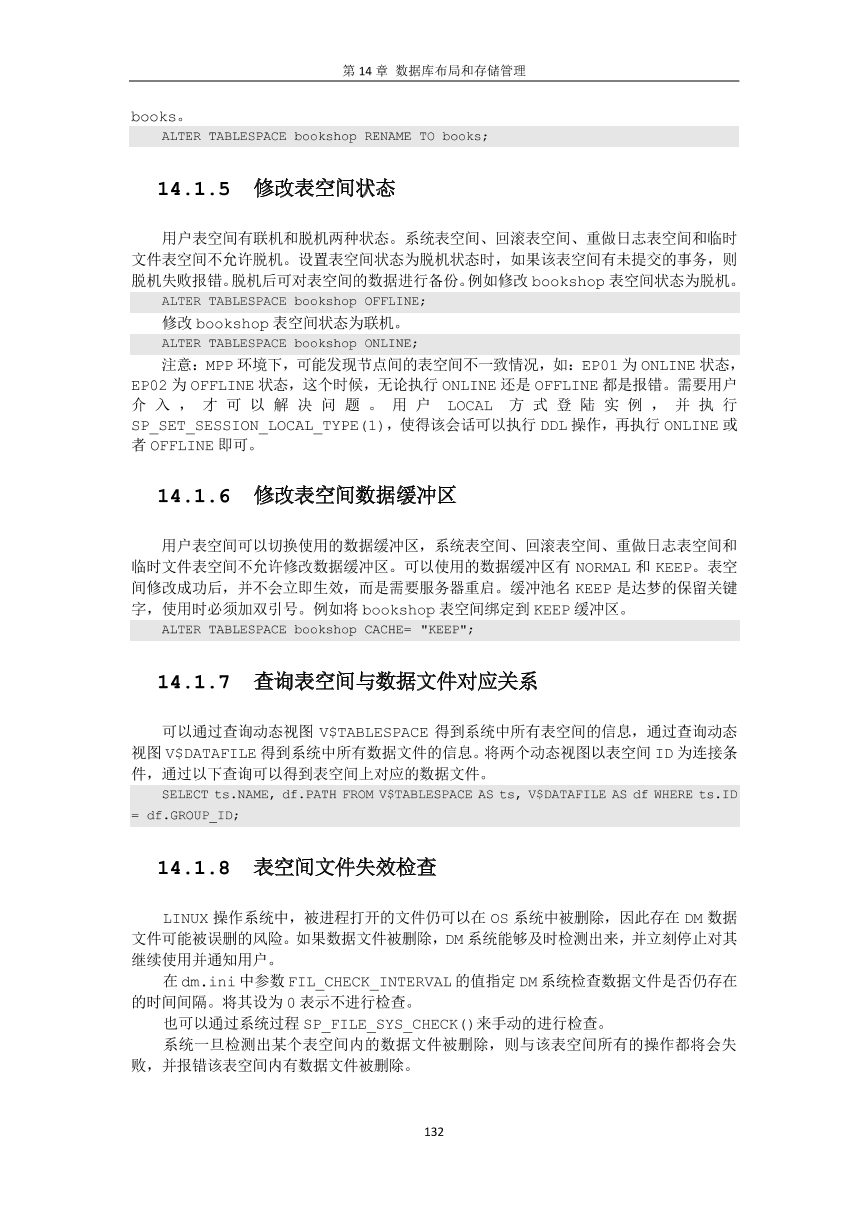 第 14 章 数据库布局和存储管理
books。
ALTER TABLESPACE bookshop RENAME TO books;
14.1.5 修改表空间状态
用户表空间有联机和脱机两种状态。系统表空间、回滚表空间、重做日志表空间和临时
文件表空间不允许脱机。设置表空间状态为脱机状态时，如果该表空间有未提交的事务，则
脱机失败报错。脱机后可对表空间的数据进行备份。例如修改 bookshop 表空间状态为脱机。
ALTER TABLESPACE bookshop OFFLINE;
修改 bookshop 表空间状态为联机。
ALTER TABLESPACE bookshop ONLINE;
注意：MPP 环境下，可能发现节点间的表空间不一致情况，如：EP01 为 ONLINE 状态，
EP02 为 OFFLINE 状态，这个时候，无论执行 ONLINE 还是 OFFLINE 都是报错。需要用户
介入，才可以解决问题。用户 LOCAL 方式登陆实例，并执行
SP_SET_SESSION_LOCAL_TYPE(1)，使得该会话可以执行 DDL 操作，再执行 ONLINE 或
者 OFFLINE 即可。
14.1.6 修改表空间数据缓冲区
用户表空间可以切换使用的数据缓冲区，系统表空间、回滚表空间、重做日志表空间和
临时文件表空间不允许修改数据缓冲区。可以使用的数据缓冲区有 NORMAL 和 KEEP。表空
间修改成功后，并不会立即生效，而是需要服务器重启。缓冲池名 KEEP 是达梦的保留关键
字，使用时必须加双引号。例如将 bookshop 表空间绑定到 KEEP 缓冲区。
ALTER TABLESPACE bookshop CACHE= "KEEP";
14.1.7 查询表空间与数据文件对应关系
可以通过查询动态视图 V$TABLESPACE 得到系统中所有表空间的信息，通过查询动态
视图 V$DATAFILE 得到系统中所有数据文件的信息。将两个动态视图以表空间 ID 为连接条
件，通过以下查询可以得到表空间上对应的数据文件。
SELECT ts.NAME, df.PATH FROM V$TABLESPACE AS ts, V$DATAFILE AS df WHERE ts.ID
= df.GROUP_ID;
14.1.8 表空间文件失效检查
LINUX 操作系统中，被进程打开的文件仍可以在 OS 系统中被删除，因此存在 DM 数据
文件可能被误删的风险。如果数据文件被删除，DM 系统能够及时检测出来，并立刻停止对其
继续使用并通知用户。
在 dm.ini 中参数 FIL_CHECK_INTERVAL 的值指定 DM 系统检查数据文件是否仍存在
的时间间隔。将其设为 0 表示不进行检查。
也可以通过系统过程 SP_FILE_SYS_CHECK()来手动的进行检查。
系统一旦检测出某个表空间内的数据文件被删除，则与该表空间所有的操作都将会失
败，并报错该表空间内有数据文件被删除。
132